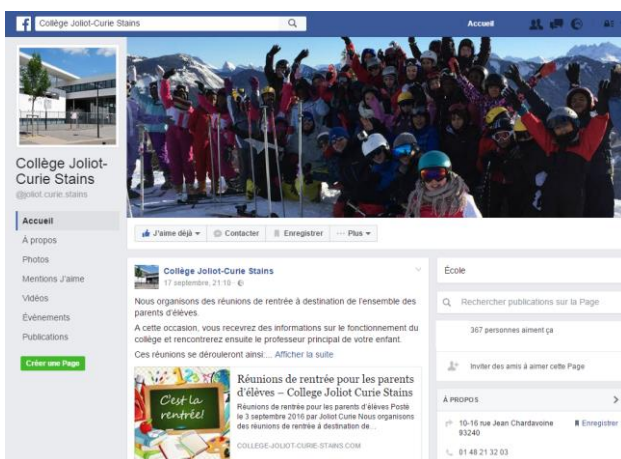 Collège Joliot-Curie Stains
Accueil
Collège Joliot-
Curie Stains
@joliot.curie.stains
Accueil
À propos
Photos
Mentions J'aime
Vidéos
Événements
Publications
Créer une Page
J'aime déjà
Contacter
Enregistrer
Plus
Collège Joliot-Curie Stains
17 septembre, 21:10
Nous organisons des réunions de rentrée à destination de l'ensemble des
parents d'élèves.
A cette occasion, vous recevrez des informations sur le fonctionnement du
collège et rencontrerez ensuite le professeur principal de votre enfant.
Ces réunions se dérouleront ainsi:... Afficher la suite
C'est la
rentrée!
Réunions de rentrée pour les parents
d'élèves – College Joliot Curie Stains
Réunions de rentrée pour les parents d'élèves Posté
le 3 septembre 2016 par Joliot Curie Nous organisons
des réunions de rentrée à destination de...
COLLEGE-JOLIOT-CURIE-STAINS.COM
École
Rechercher publications sur la Page
367 personnes aiment ça
Inviter des amis à aimer cette Page
À PROPOS
10-16 rue Jean Chardavoine
93240
Enregistrer
01 48 21 32 03